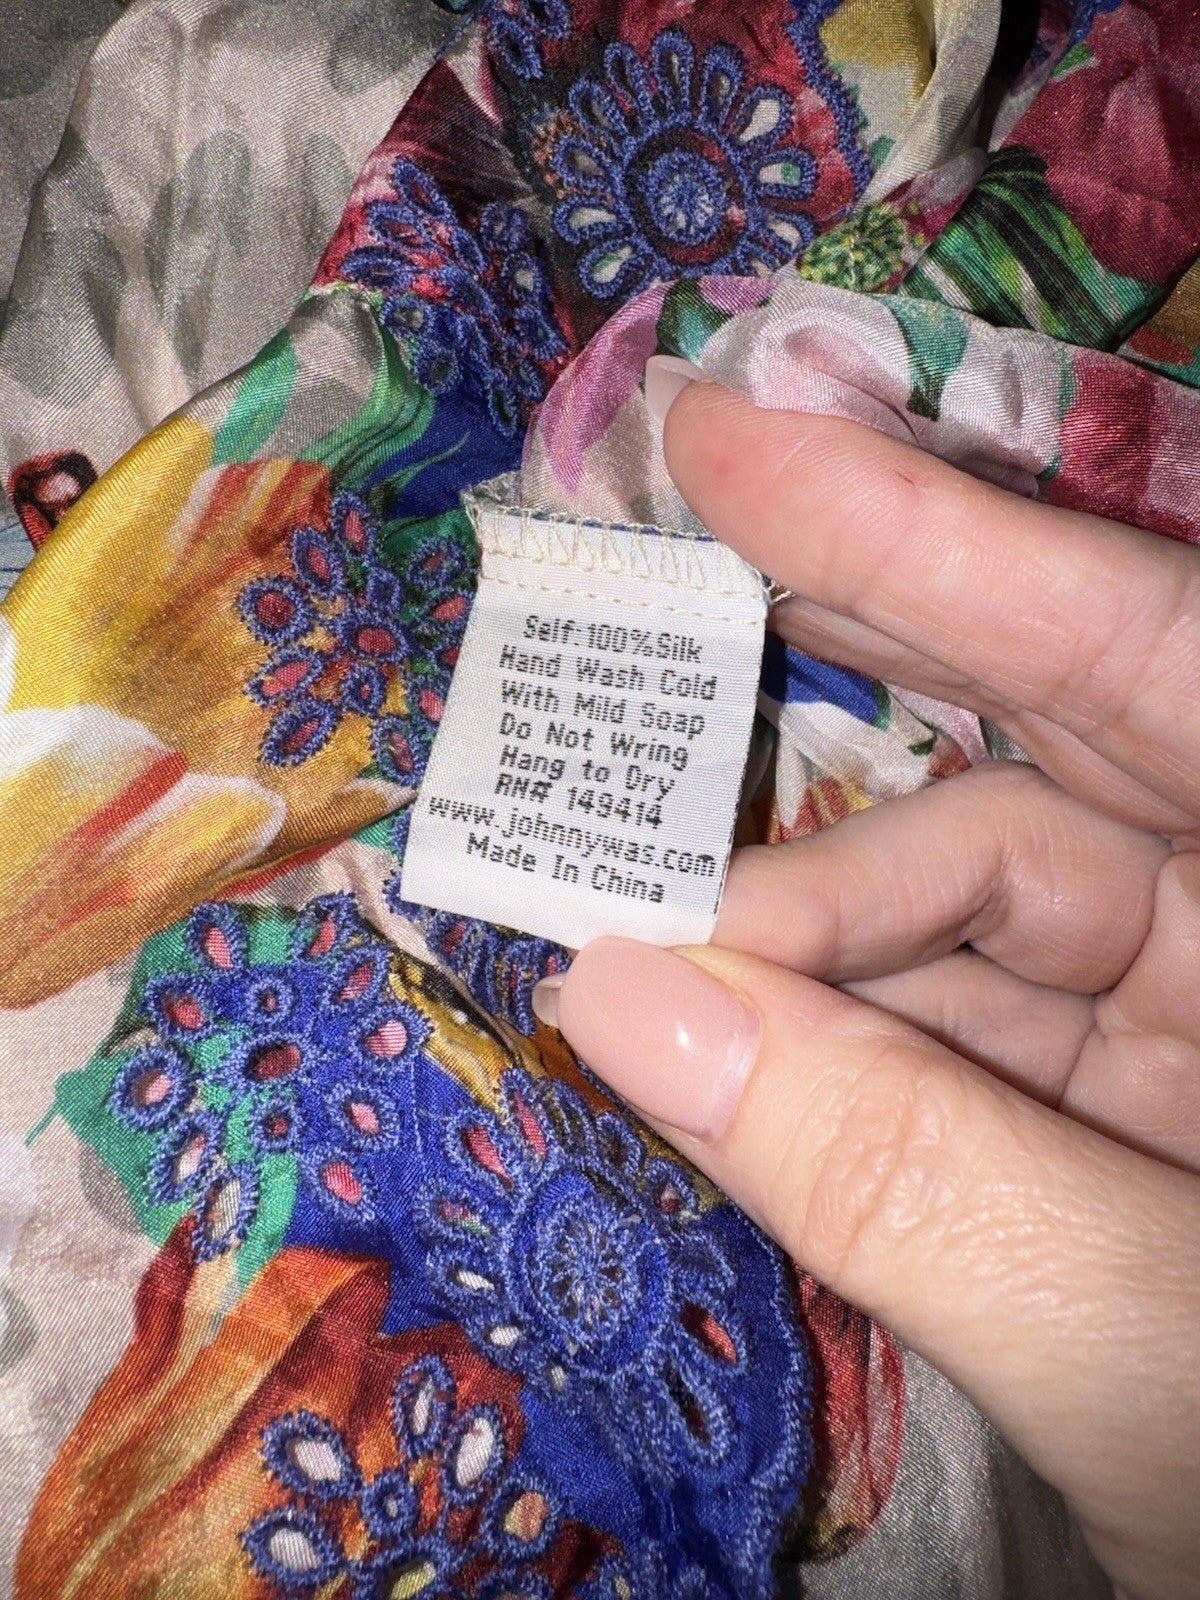 Self:100%Silk
Hand Wash Cold
With Mild Soap
Do Not Wring
Hang to Dry
RN# 149414
www.johnnywas.com
Made In China